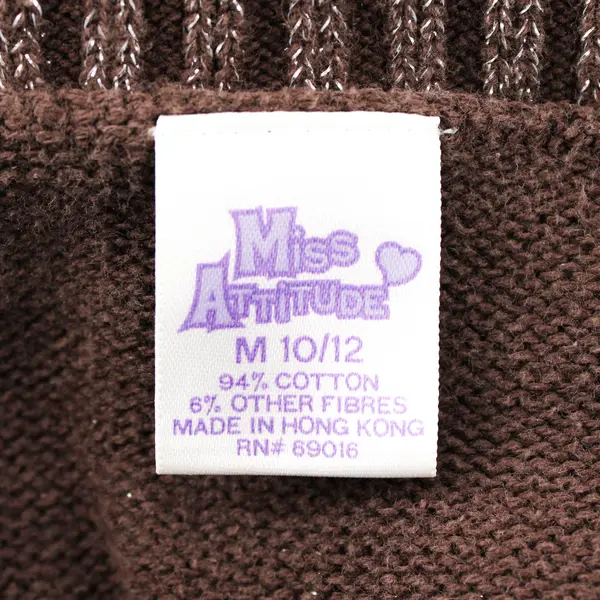 Miss
Attitude
M 10/12
94% COTTON
6% OTHER FIBRES
MADE IN HONG KONG
RN# 69016